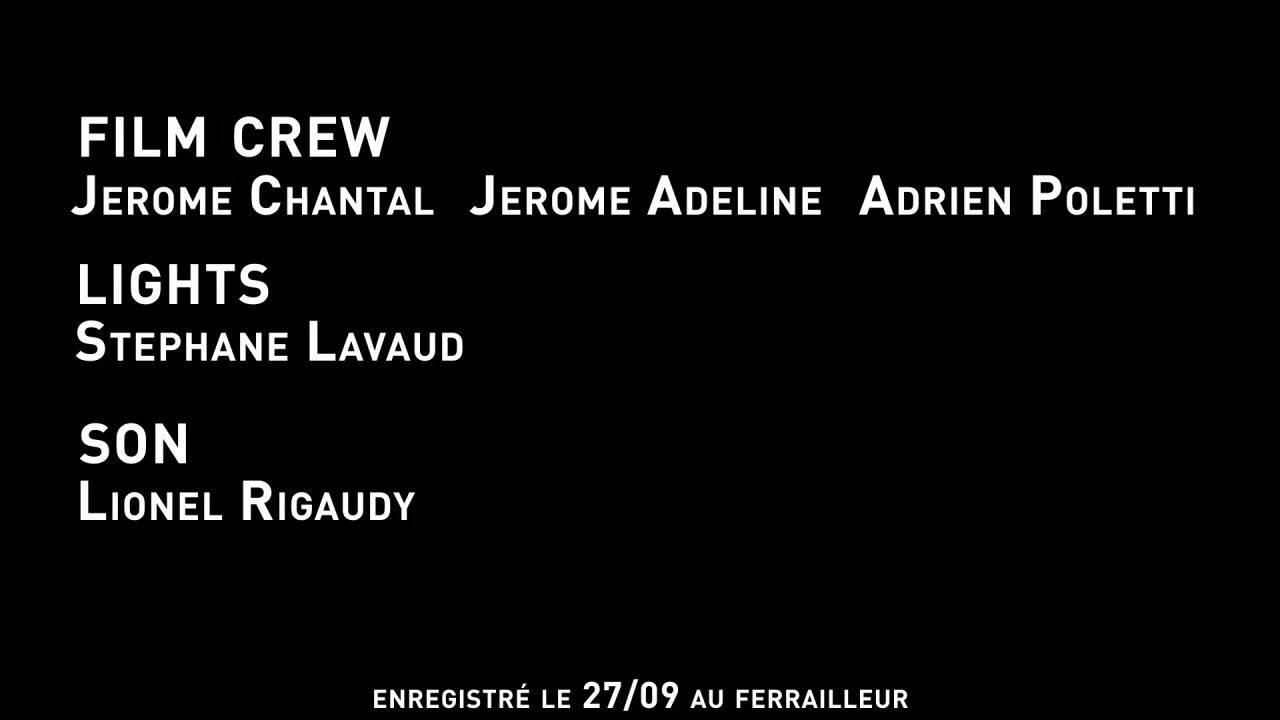 FILM CREW
Jerome Chantal Jerome Adeline Adrien Poletti
LIGHTS
Stephane Lavaud
SON
Lionel Rigaudy
enregistré le 27/09 au ferrailleur